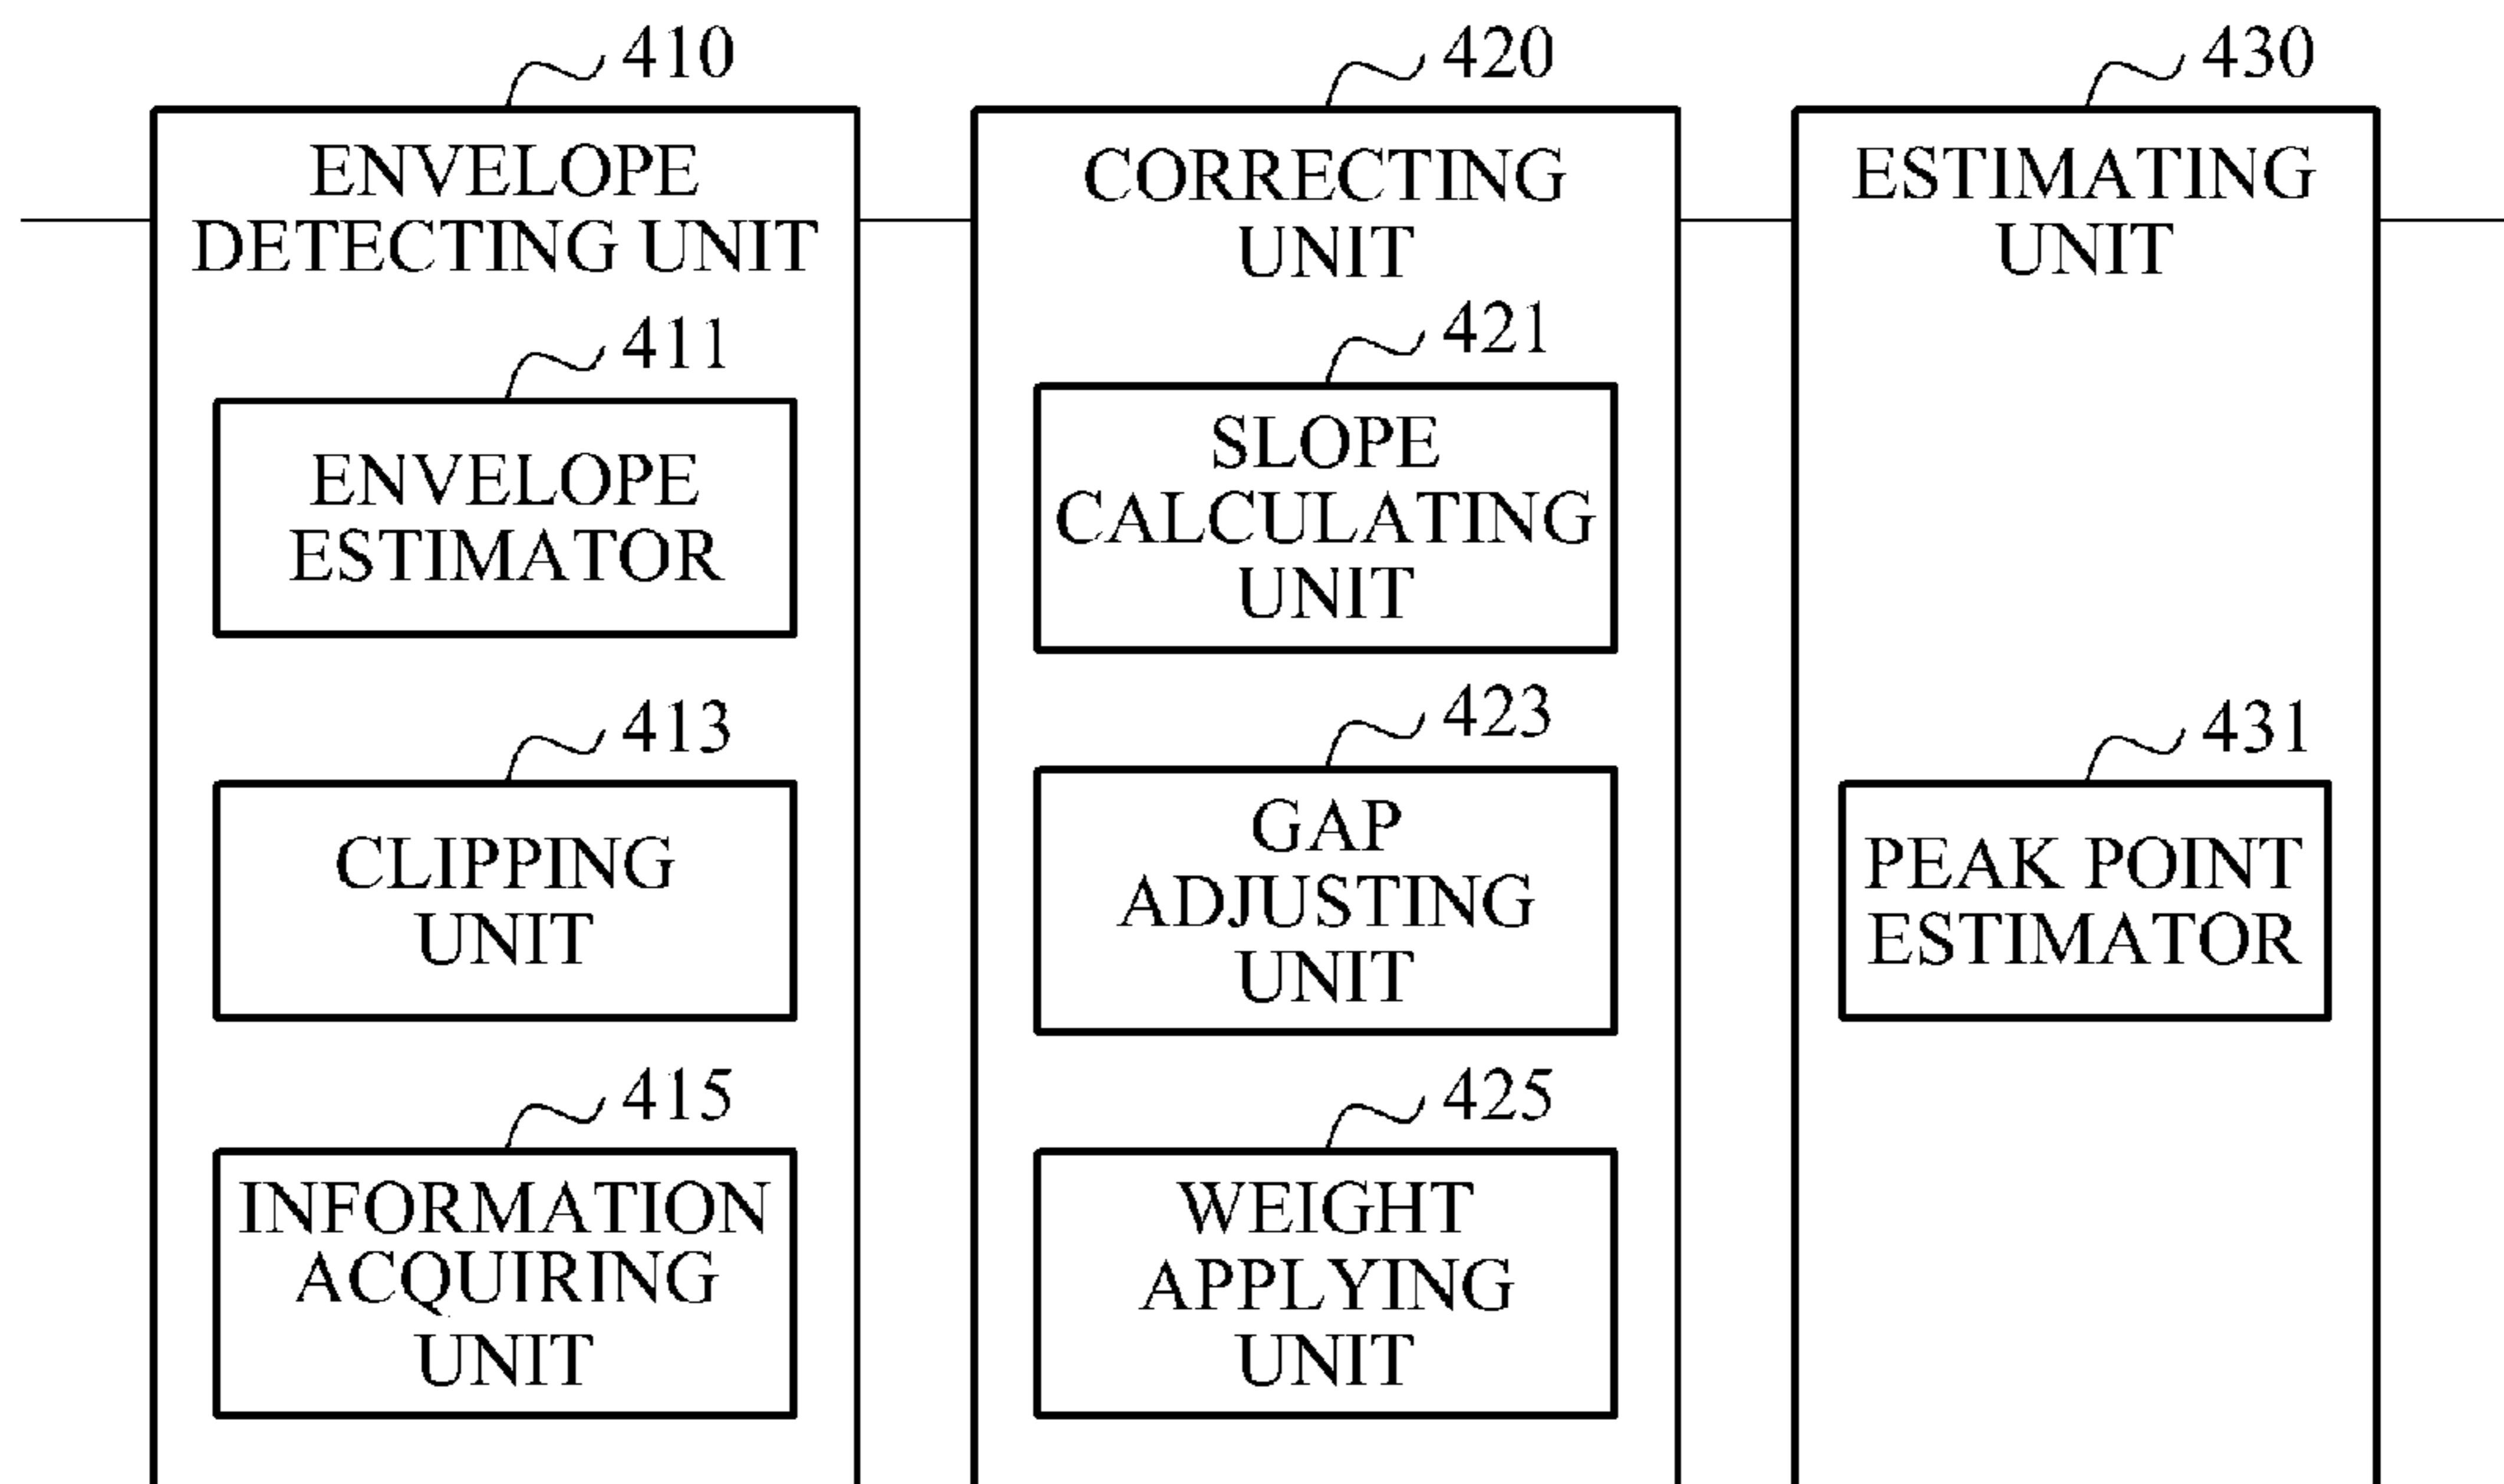 410
ENVELOPE
DETECTING UNIT
411
ENVELOPE
ESTIMATOR
413
CLIPPING
UNIT
415
INFORMATION
ACQUIRING
UNIT
420
CORRECTING
UNIT
421
SLOPE
CALCULATING
UNIT
423
GAP
ADJUSTING
UNIT
425
WEIGHT
APPLYING
UNIT
430
ESTIMATING
UNIT
431
PEAK POINT
ESTIMATOR